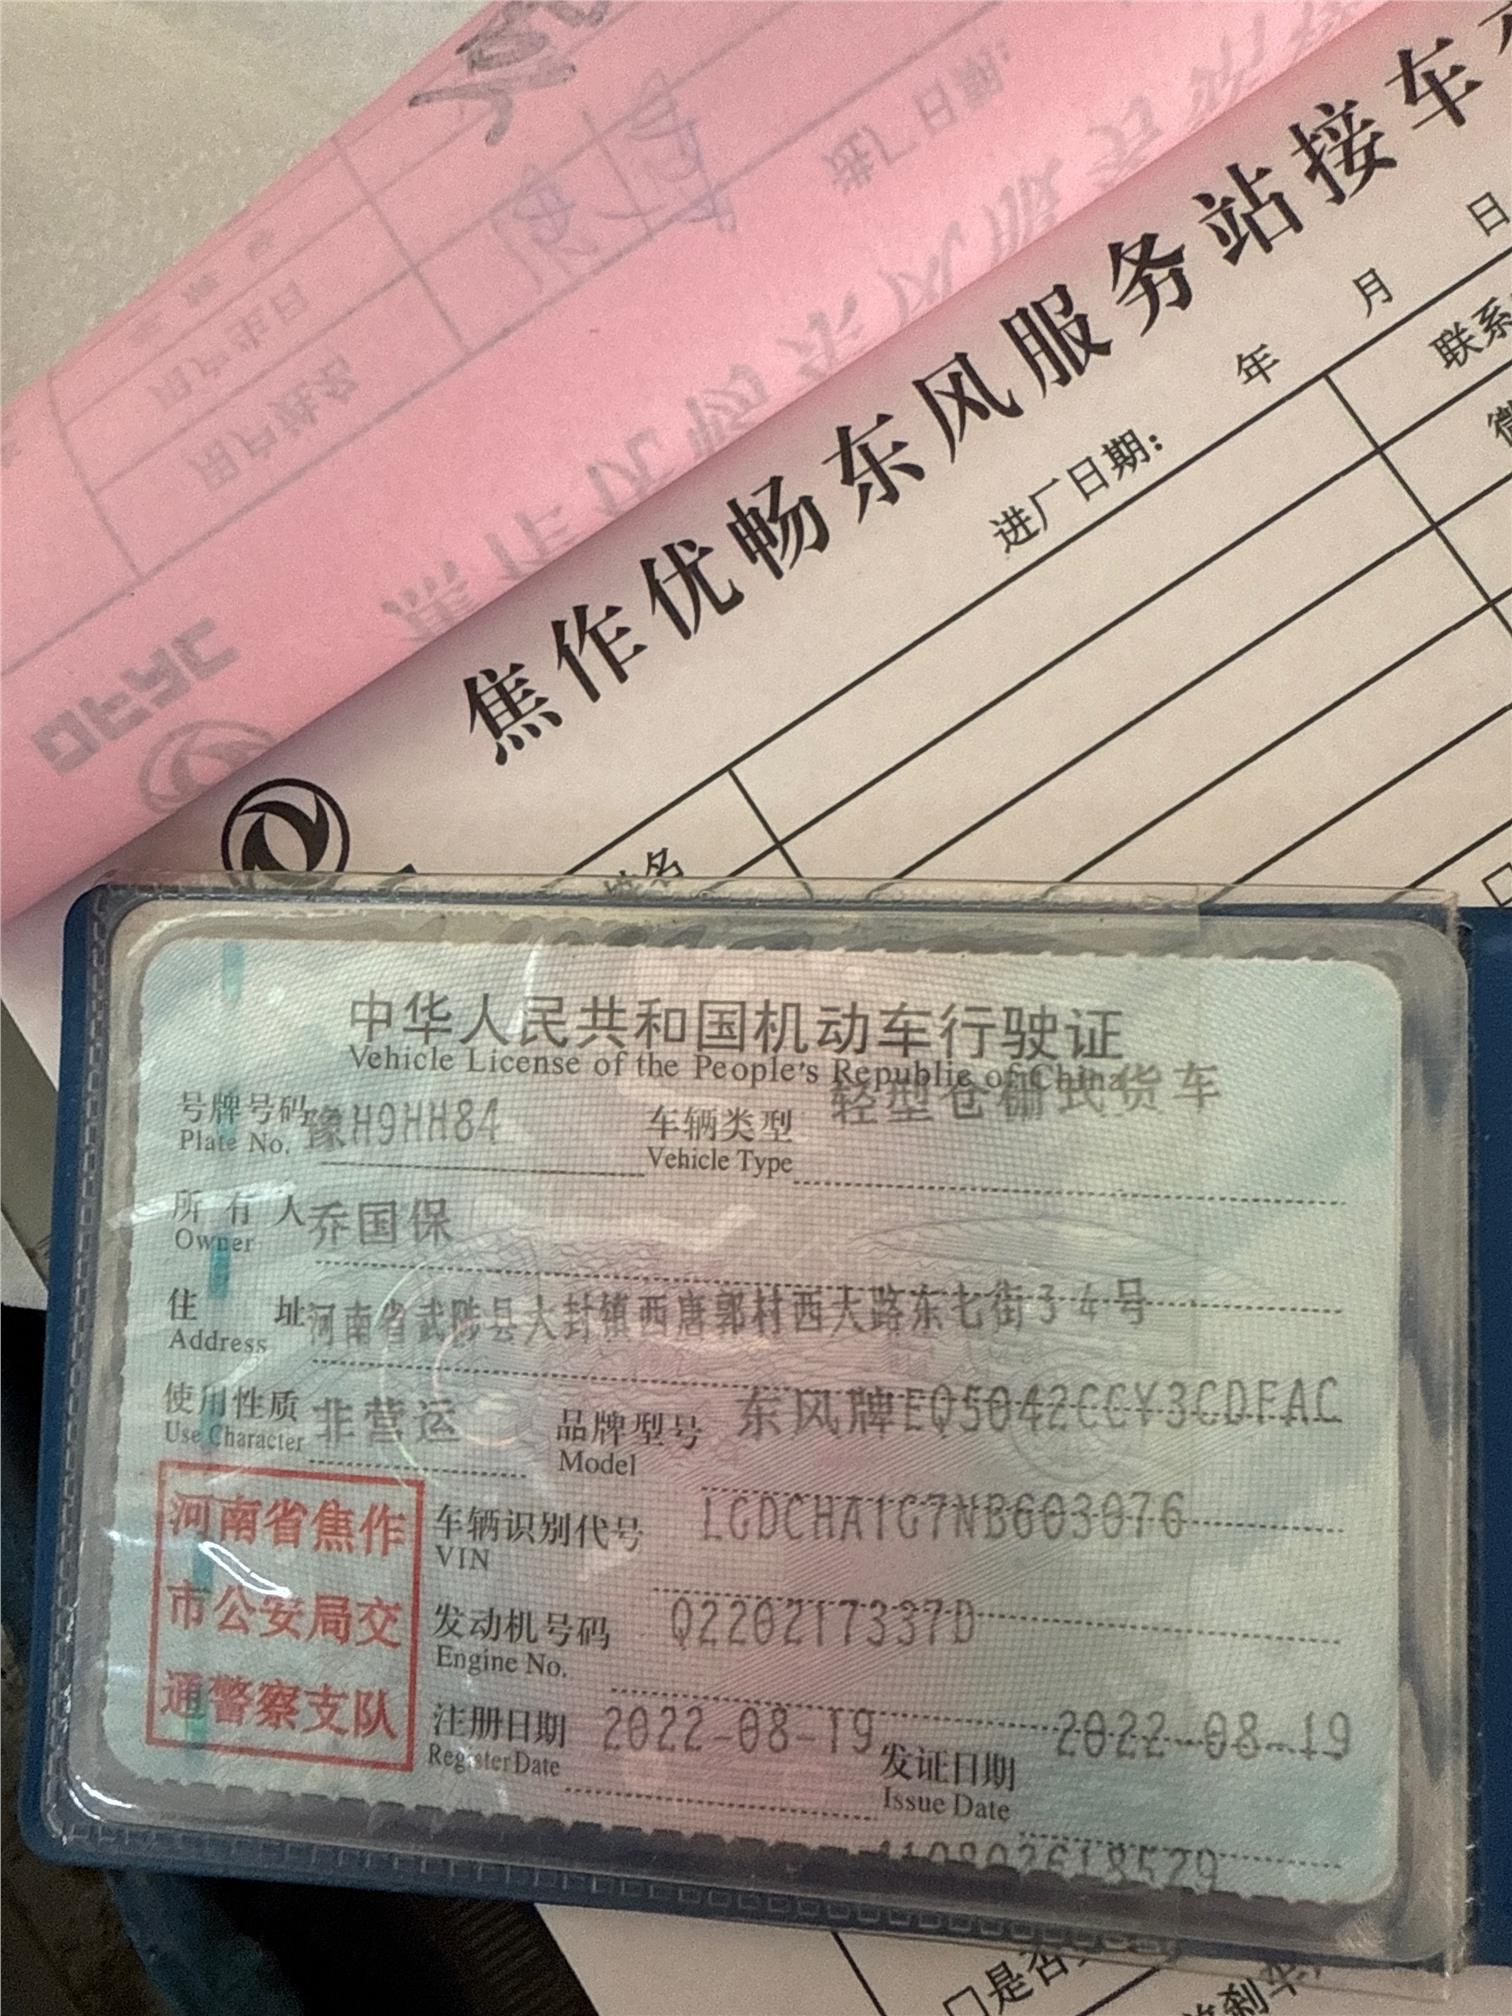 焦作优畅东风服务站接车
进厂日期: 年 月 日
联系
姓名
中华人民共和国机动车行驶证
Vehicle License of the People's Republic of China
号牌号码 豫H9HH84 车辆类型 轻型仓栅式货车
Plate No. Vehicle Type
所有人 乔国保
Owner
住址 河南省武陟县大封镇西唐郭村西大路东七街34号
Address
使用性质 非营运 品牌型号 东风牌EQ5042CCY3CDFAC
Use Character Model
河南省焦作
市公安局交
通警察支队
车辆识别代号 LGDCHA1G7NB603076
VIN
发动机号码 Q220217337D
Engine No.
注册日期 2022-08-19 发证日期 2022-08-19
Register Date Issue Date
□是否